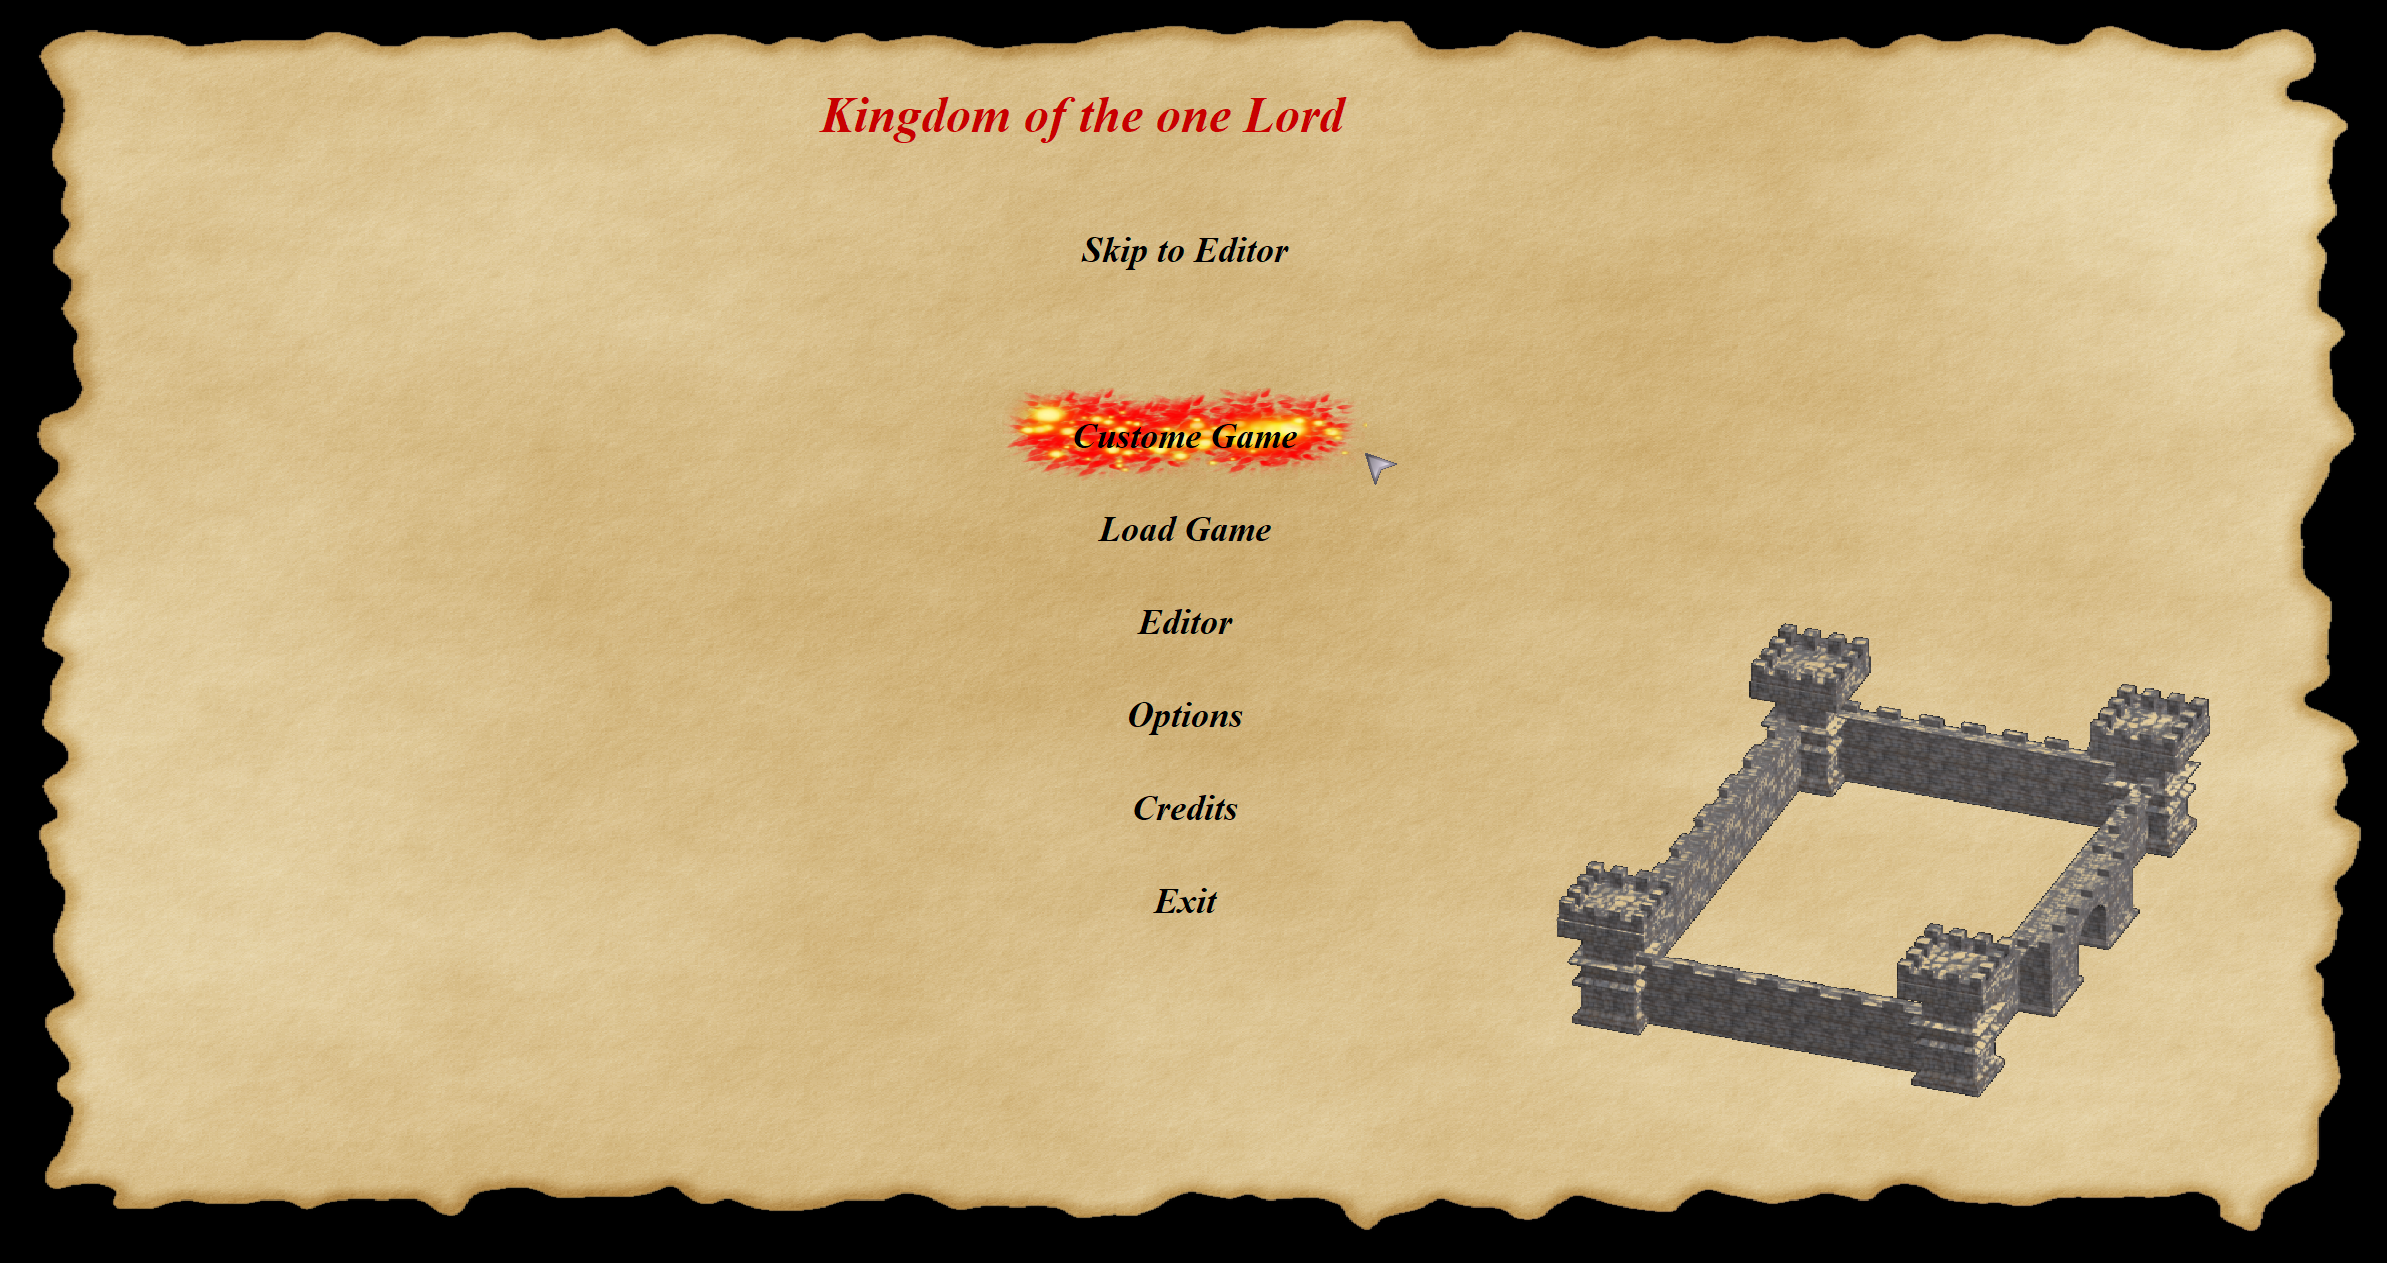 Kingdom of the one Lord
Skip to Editor
Custome Game
Load Game
Editor
Options
Credits
Exit